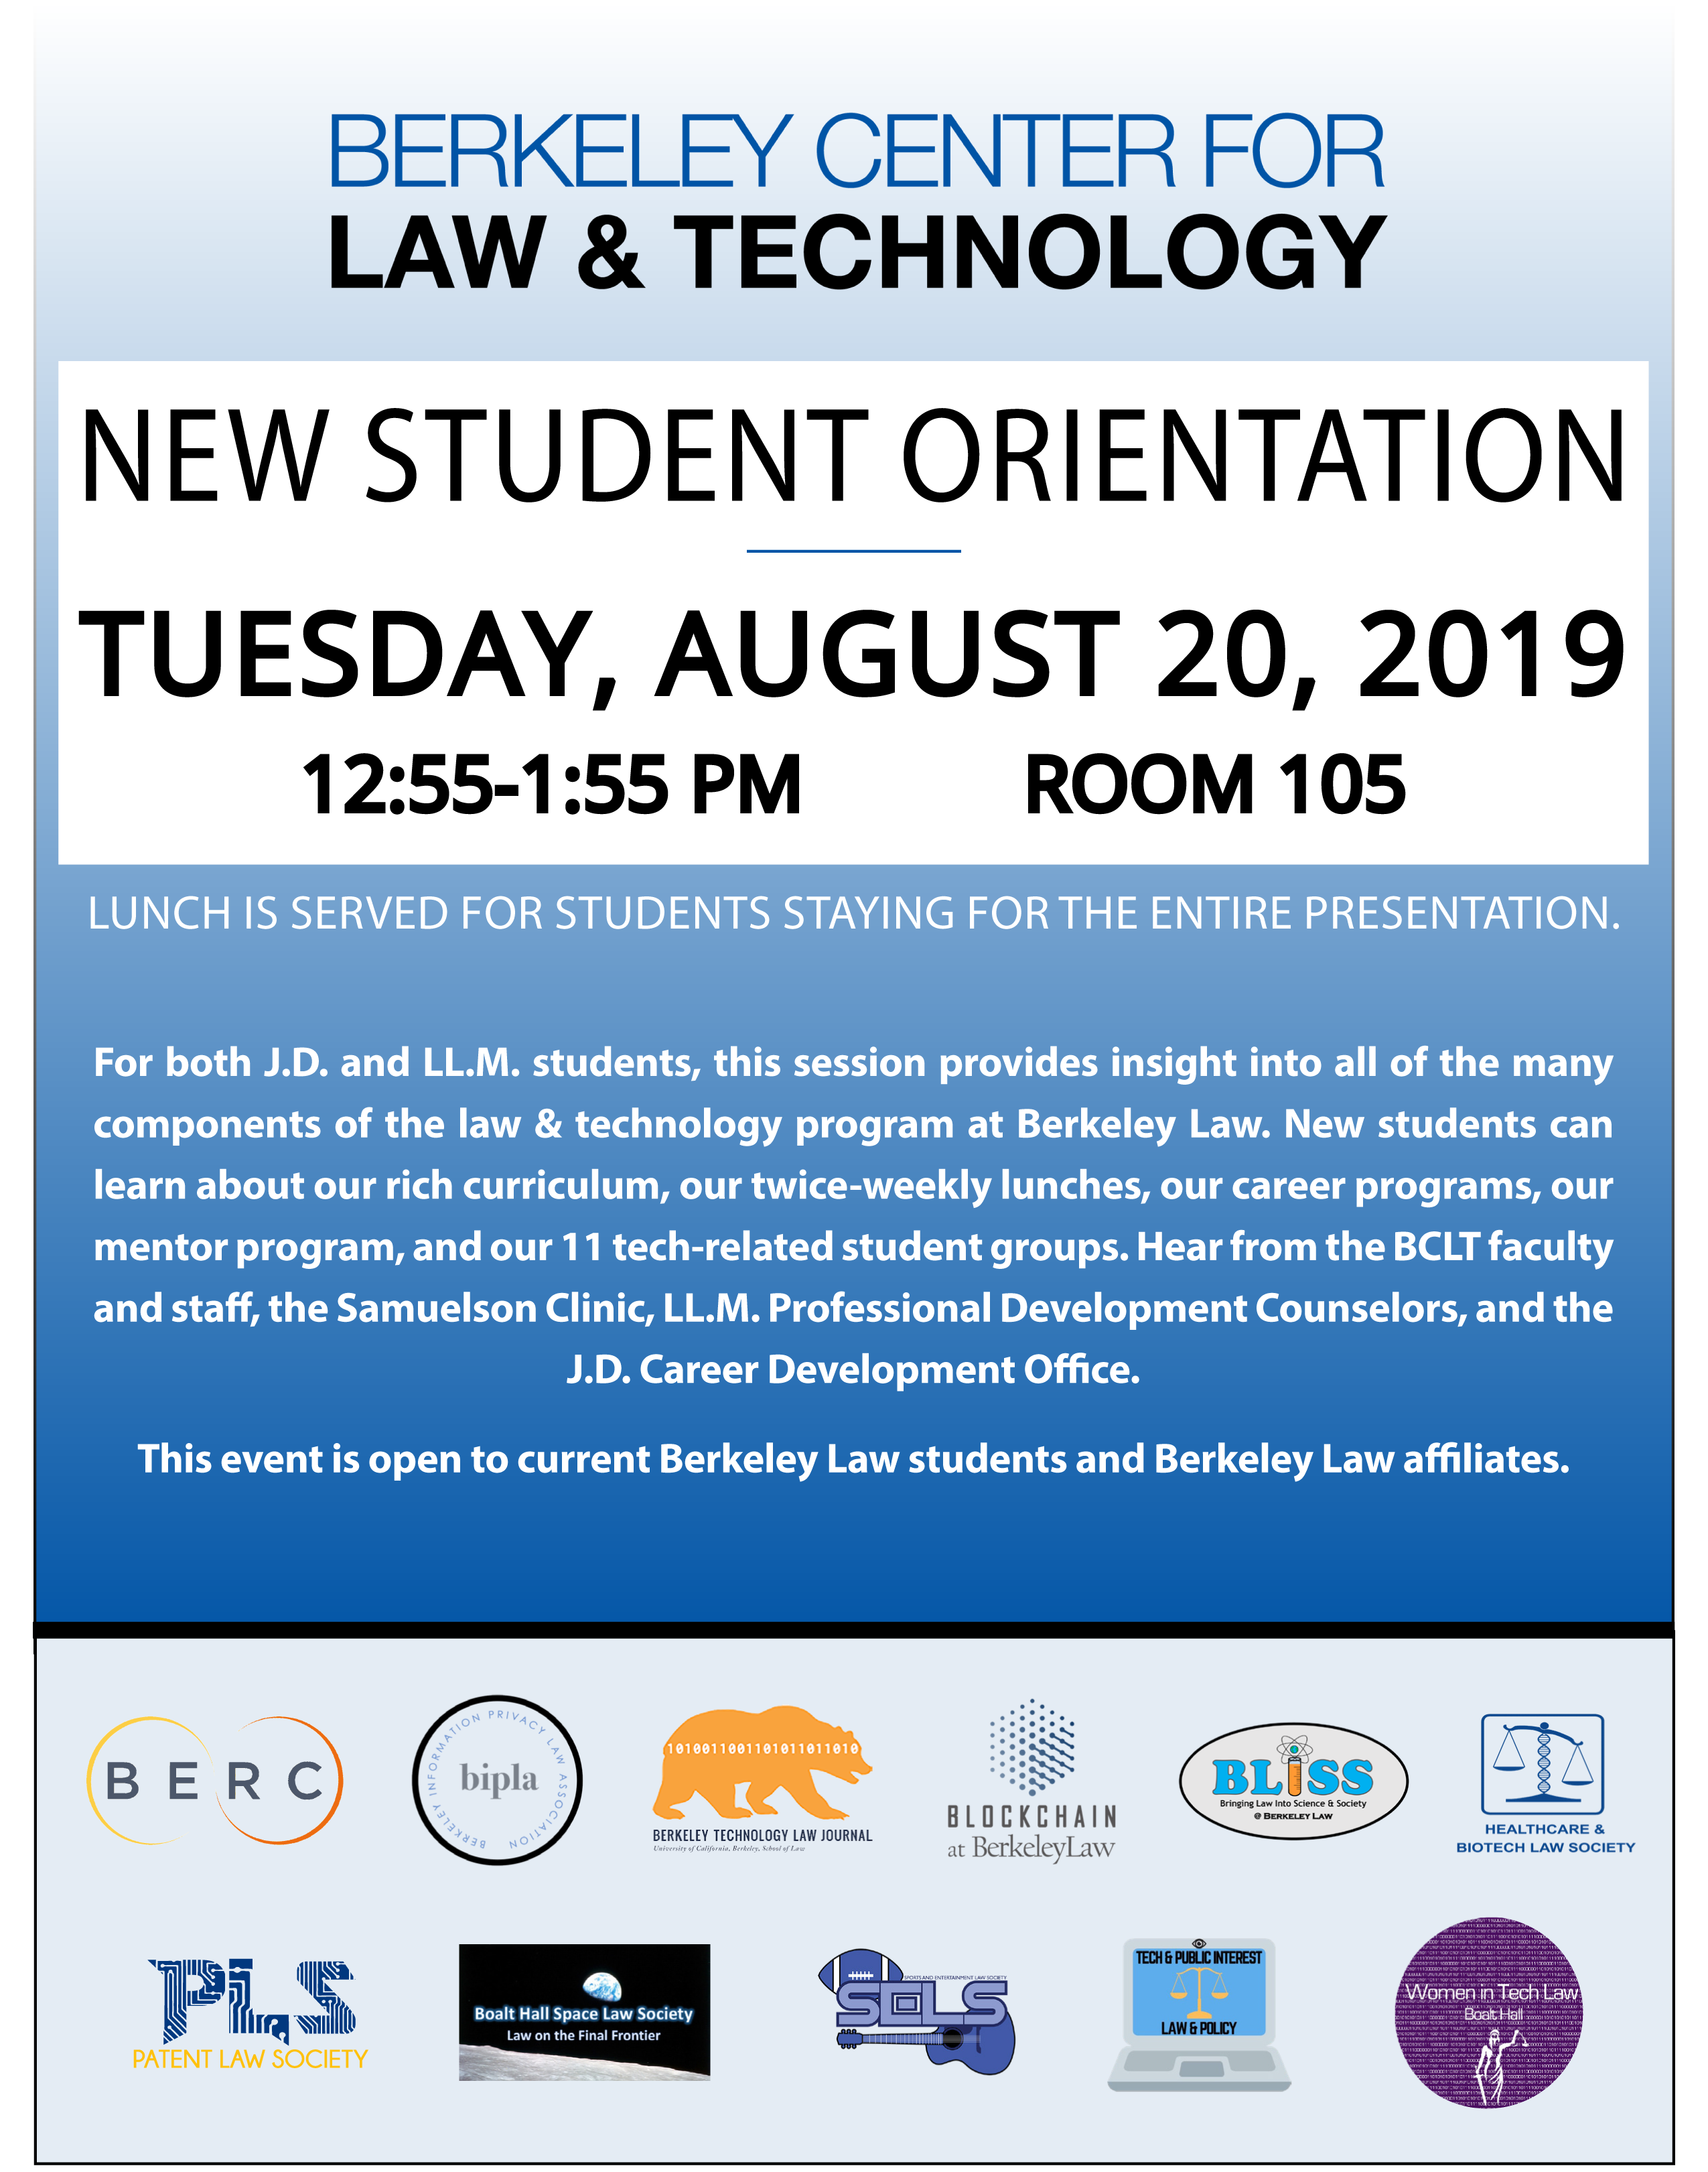 BERKELEY CENTER FOR
LAW & TECHNOLOGY
NEW STUDENT ORIENTATION
TUESDAY, AUGUST 20, 2019
12:55-1:55 PM
ROOM 105
LUNCH IS SERVED FOR STUDENTS STAYING FOR THE ENTIRE PRESENTATION.
For both J.D. and LL.M. students, this session provides insight into all of the many
components of the law & technology program at Berkeley Law. New students can
learn about our rich curriculum, our twice-weekly lunches, our career programs, our
mentor program, and our 11 tech-related student groups. Hear from the BCLT faculty
and staff, the Samuelson Clinic, LL.M. Professional Development Counselors, and the
J.D. Career Development Office.
This event is open to current Berkeley Law students and Berkeley Law affiliates.
BERC
BERKELEY INFORMATION PRIVACY LAW ASSOCIATION
bipla
1010011001101011011010
BERKELEY TECHNOLOGY LAW JOURNAL
University of California, Berkeley, School of Law
BLOCKCHAIN
at BerkeleyLaw
BLiSS
Bringing Law Into Science & Society
@ BERKELEY LAW
HEALTHCARE &
BIOTECH LAW SOCIETY
PLS
PATENT LAW SOCIETY
Boalt Hall Space Law Society
Law on the Final Frontier
SPORTS AND ENTERTAINMENT LAW SOCIETY
SELS
TECH & PUBLIC INTEREST
LAW & POLICY
Women in Tech Law
Boalt Hall